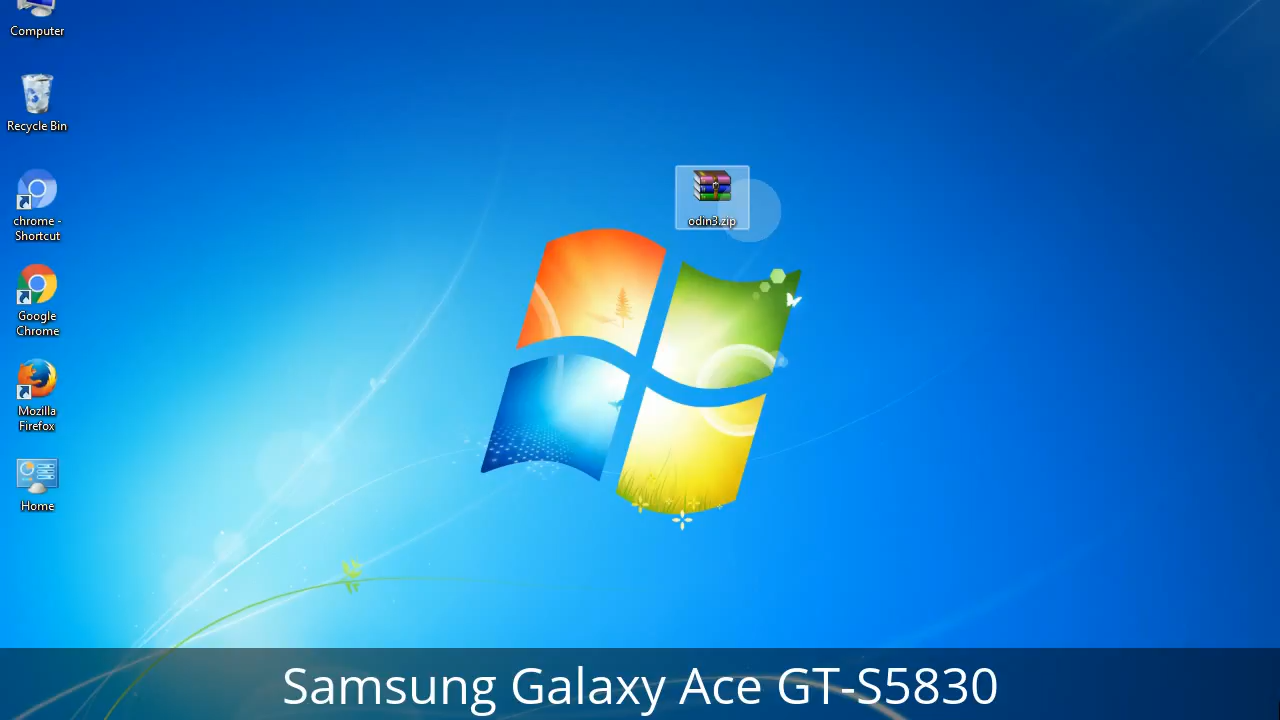 Computer
Recycle Bin
chrome -
Shortcut
Google
Chrome
Mozilla
Firefox
Home
odin3.zip
Samsung Galaxy Ace GT-S5830